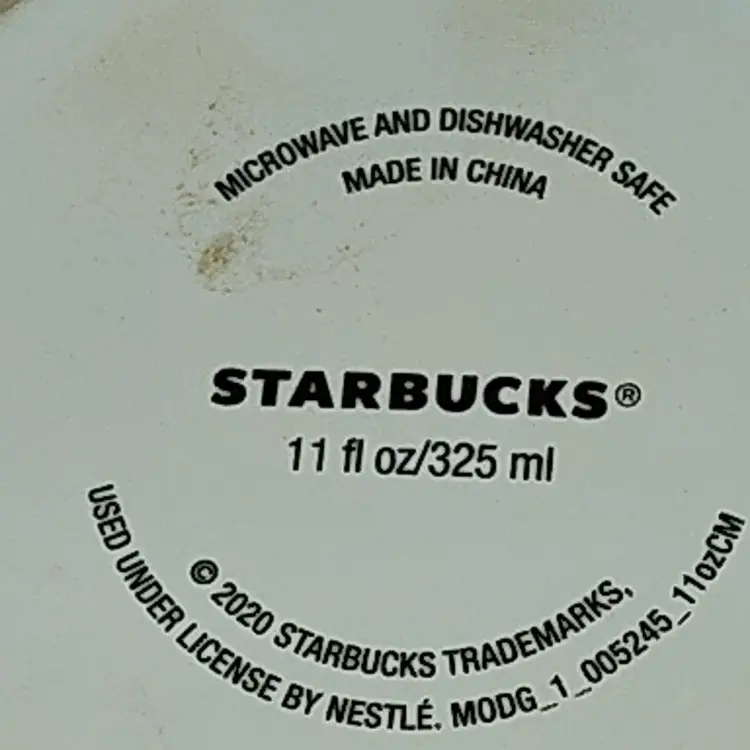 MICROWAVE AND DISHWASHER SAFE
MADE IN CHINA
STARBUCKS®
11 fl oz/325 ml
© 2020 STARBUCKS TRADEMARKS,
USED UNDER LICENSE BY NESTLÉ. MODG_1_005245_11ozCM